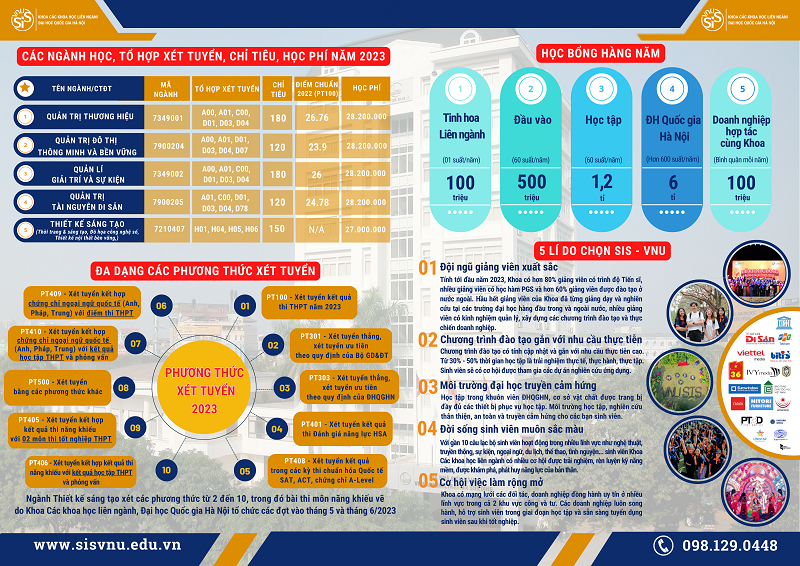 VNU
SIS
KHOA CÁC KHOA HỌC LIÊN NGÀNH
ĐẠI HỌC QUỐC GIA HÀ NỘI
VNU
SIS
KHOA CÁC KHOA HỌC LIÊN NGÀNH
ĐẠI HỌC QUỐC GIA HÀ NỘI
CÁC NGÀNH HỌC, TỔ HỢP XÉT TUYỂN, CHỈ TIÊU, HỌC PHÍ NĂM 2023
TÊN NGÀNH/CTĐT
MÃ NGÀNH
TỔ HỢP XÉT TUYỂN
CHỈ TIÊU
ĐIỂM CHUẨN 2022 (PT100)
HỌC PHÍ
1 QUẢN TRỊ THƯƠNG HIỆU 7349001 A00, A01, C00, D01, D03, D04 180 26.76 28.200.000
2 QUẢN TRỊ ĐÔ THỊ THÔNG MINH VÀ BỀN VỮNG 7900204 A00, A01, D01, D03, D04, D07 120 23.9 28.200.000
3 QUẢN LÍ GIẢI TRÍ VÀ SỰ KIỆN 7349002 A00, A01, C00, D01, D03, D04 180 26 28.200.000
4 QUẢN TRỊ TÀI NGUYÊN DI SẢN 7900205 A01, C00, D01, D03, D04, D78 120 24.78 28.200.000
5 THIẾT KẾ SÁNG TẠO
(Thời trang & sáng tạo, Đồ họa công nghệ số,
Thiết kế nội thất bền vững,) 7210407 H01, H04, H05, H06 150 N/A 27.000.000
ĐA DẠNG CÁC PHƯƠNG THỨC XÉT TUYỂN
PHƯƠNG THỨC
XÉT TUYỂN
2023
01
PT100 - Xét tuyển kết quả
thi THPT năm 2023
02
PT301 - Xét tuyển thẳng,
xét tuyển ưu tiên
theo quy định của Bộ GD&ĐT
03
PT303 - Xét tuyển thẳng,
xét tuyển ưu tiên
theo quy định của ĐHQGHN
04
PT401 - Xét tuyển kết quả
thi Đánh giá năng lực HSA
05
PT408 - Xét tuyển kết quả
trong các kỳ thi chuẩn hóa Quốc tế
SAT, ACT, chứng chỉ A-Level
06
PT409 - Xét tuyển kết hợp
chứng chỉ ngoại ngữ quốc tế (Anh,
Pháp, Trung) với điểm thi THPT
07
PT410 - Xét tuyển kết hợp
chứng chỉ ngoại ngữ quốc tế
(Anh, Pháp, Trung) với kết quả
học tập THPT và phỏng vấn
08
PT500 - Xét tuyển
bằng các phương thức khác
09
PT405 - Xét tuyển kết hợp
kết quả thi năng khiếu
với 02 môn thi tốt nghiệp THPT
10
PT406 - Xét tuyển kết hợp kết quả thi
năng khiếu với kết quả học tập THPT
và phỏng vấn
Ngành Thiết kế sáng tạo xét các phương thức từ 2 đến 10, trong đó bài thi môn năng khiếu vẽ
do Khoa Các khoa học liên ngành, Đại học Quốc gia Hà Nội tổ chức các đợt vào tháng 5 và tháng 6/2023
HỌC BỔNG HÀNG NĂM
1
Tinh hoa
Liên ngành
(01 suất/năm)
100
triệu
2
Đầu vào
(60 suất/năm)
500
triệu
3
Học tập
(60 suất/năm)
1,2
tỉ
4
ĐH Quốc gia
Hà Nội
(Hơn 600 suất/năm)
6
tỉ
5
Doanh nghiệp
hợp tác
cùng Khoa
(Bình quân mỗi năm)
100
triệu
5 LÍ DO CHỌN SIS - VNU
01 Đội ngũ giảng viên xuất sắc
Tính tới đầu năm 2023, Khoa có hơn 80% giảng viên có trình độ Tiến sĩ,
nhiều giảng viên có học hàm PGS và hơn 60% giảng viên được đào tạo ở
nước ngoài. Hầu hết giảng viên của Khoa đã từng giảng dạy và nghiên
cứu tại các trường đại học hàng đầu trong và ngoài nước, nhiều giảng
viên có kinh nghiệm quản lý, xây dựng các chương trình đào tạo và thực
chiến doanh nghiệp.
02 Chương trình đào tạo gắn với nhu cầu thực tiễn
Chương trình đào tạo có tính cập nhật và gắn với nhu cầu thực tiễn cao.
Từ 30% - 50% thời gian học tập là trải nghiệm thực tế, thực hành, thực tập.
Sinh viên sẽ có cơ hội được tham gia các dự án nghiên cứu ứng dụng.
03 Môi trường đại học truyền cảm hứng
Học tập trong khuôn viên ĐHQGHN, cơ sở vật chất được trang bị
đầy đủ các thiết bị phục vụ học tập. Môi trường học tập, nghiên cứu
thân thiện, an toàn và truyền cảm hứng cho các bạn sinh viên.
04 Đời sống sinh viên muôn sắc màu
Với gần 10 câu lạc bộ sinh viên hoạt động trong nhiều lĩnh vực như nghệ thuật,
truyền thông, sự kiện, ngoại ngữ, du lịch, thể thao, tình nguyện... sinh viên Khoa
Các khoa học liên ngành có nhiều cơ hội được trải nghiệm, rèn luyện kỹ năng
mềm, được khám phá, phát huy năng lực của bản thân.
05 Cơ hội việc làm rộng mở
Khoa có mạng lưới các đối tác, doanh nghiệp đồng hành uy tín ở nhiều
lĩnh vực trong cả 2 khu vực công và tư. Các doanh nghiệp luôn song
hành, hỗ trợ sinh viên trong giai đoạn học tập và sẵn sàng tuyển dụng
sinh viên sau khi tốt nghiệp.
VNUSIS
DI SẢN
viettel
media
BHD
36
IVYmoda
NITORI
FURNITURE
PTXD
www.sisvnu.edu.vn
098.129.0448